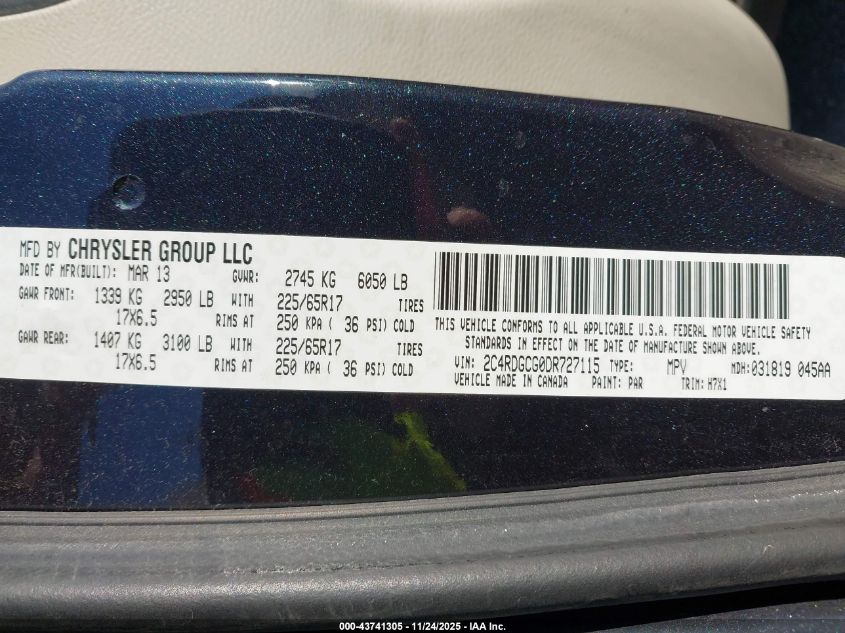 MFD BY CHRYSLER GROUP LLC
DATE OF MFR(BUILT): MAR 13 GVWR: 2745 KG 6050 LB
GAWR FRONT: 1339 KG 2950 LB WITH 225/65R17 TIRES
17X6.5 RIMS AT 250 KPA ( 36 PSI) COLD
GAWR REAR: 1407 KG 3100 LB WITH 225/65R17 TIRES
17X6.5 RIMS AT 250 KPA ( 36 PSI) COLD
THIS VEHICLE CONFORMS TO ALL APPLICABLE U.S.A. FEDERAL MOTOR VEHICLE SAFETY
STANDARDS IN EFFECT ON THE DATE OF MANUFACTURE SHOWN ABOVE.
VIN: 2C4RDGCG0DR727115 TYPE: MPV MDH: 031819 045AA
VEHICLE MADE IN CANADA PAINT: PAR TRIM: H7X1
000-43741305 - 11/24/2025 - IAA Inc.